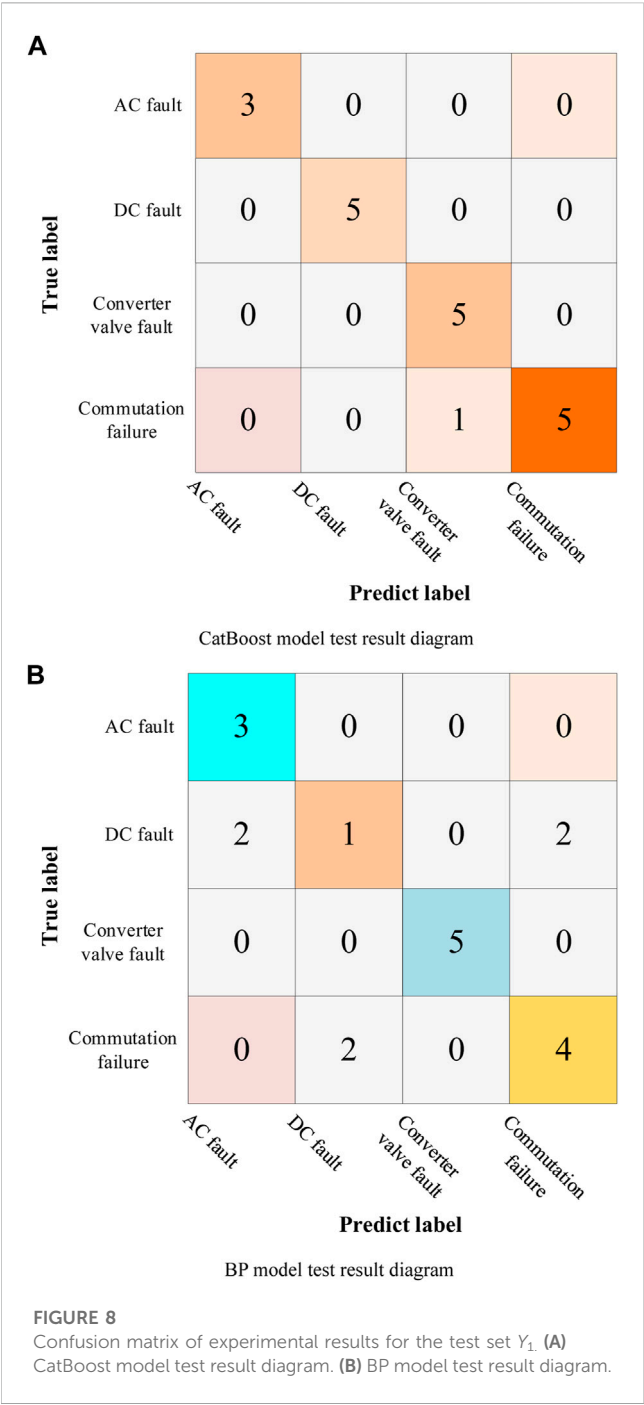 A
True label
AC fault
3 0 0 0
DC fault
0 5 0 0
Converter
valve fault
0 0 5 0
Commutation
failure
0 0 1 5
AC fault
DC fault
Converter
valve fault
Commutation
failure
Predict label
CatBoost model test result diagram
B
True label
AC fault
3 0 0 0
DC fault
2 1 0 2
Converter
valve fault
0 0 5 0
Commutation
failure
0 2 0 4
AC fault
DC fault
Converter
valve fault
Commutation
failure
Predict label
BP model test result diagram
FIGURE 8
Confusion matrix of experimental results for the test set Y₁. (A)
CatBoost model test result diagram. (B) BP model test result diagram.